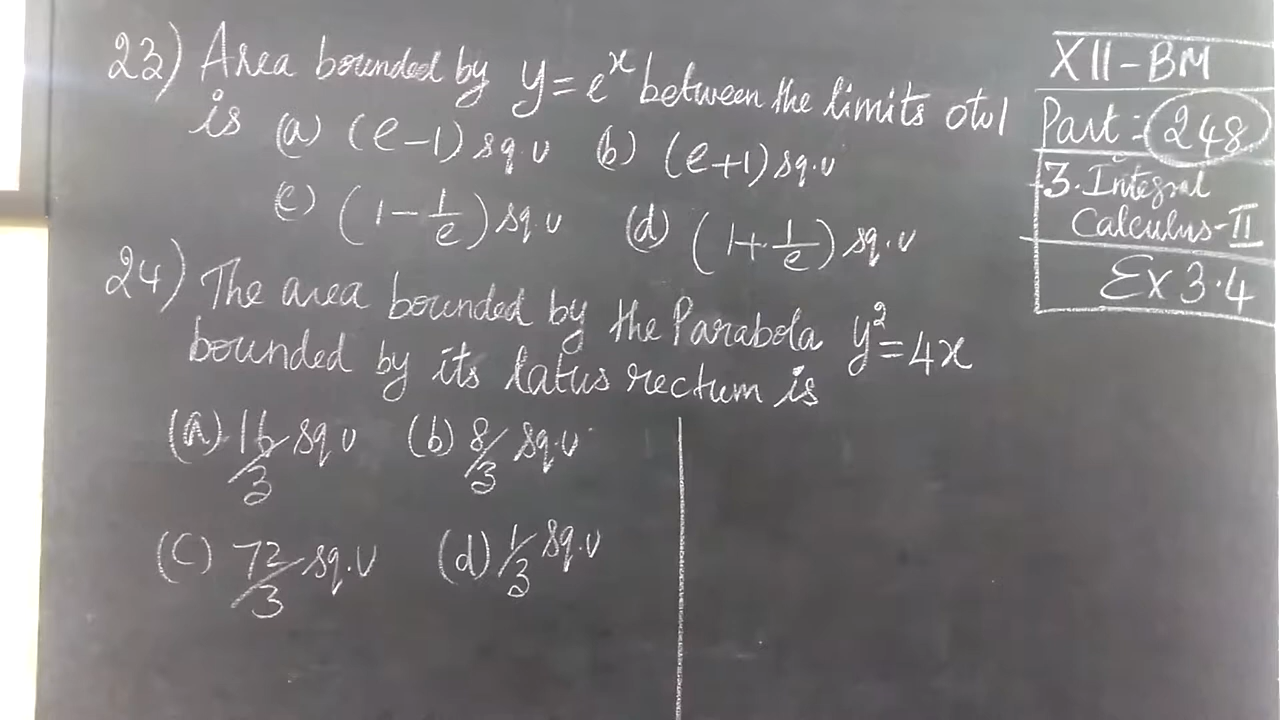 23) Area bounded by y=eˣ between the limits 0 to 1
is (a) (e-1) sq.u b) (e+1) sq.u
c) (1-1/e) sq.u (d) (1+1/e) sq.u
24) The area bounded by the Parabola y²=4x
bounded by its latus rectum is
(a) 16/3 sq u (b) 8/3 sq.u
(C) 72/3 sq.u (d) 1/3 sq.u
XII-BM
Part: 248
3. Integral
Calculus-II
Ex 3.4